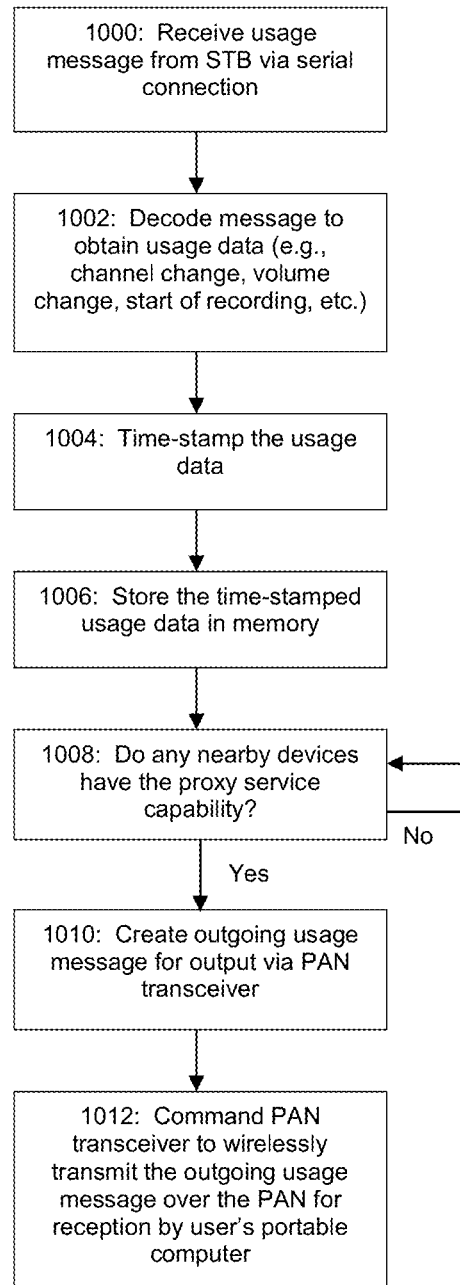 1000: Receive usage
message from STB via serial
connection
1002: Decode message to
obtain usage data (e.g.,
channel change, volume
change, start of recording, etc.)
1004: Time-stamp the usage
data
1006: Store the time-stamped
usage data in memory
1008: Do any nearby devices
have the proxy service
capability?
No
Yes
1010: Create outgoing usage
message for output via PAN
transceiver
1012: Command PAN
transceiver to wirelessly
transmit the outgoing usage
message over the PAN for
reception by user's portable
computer